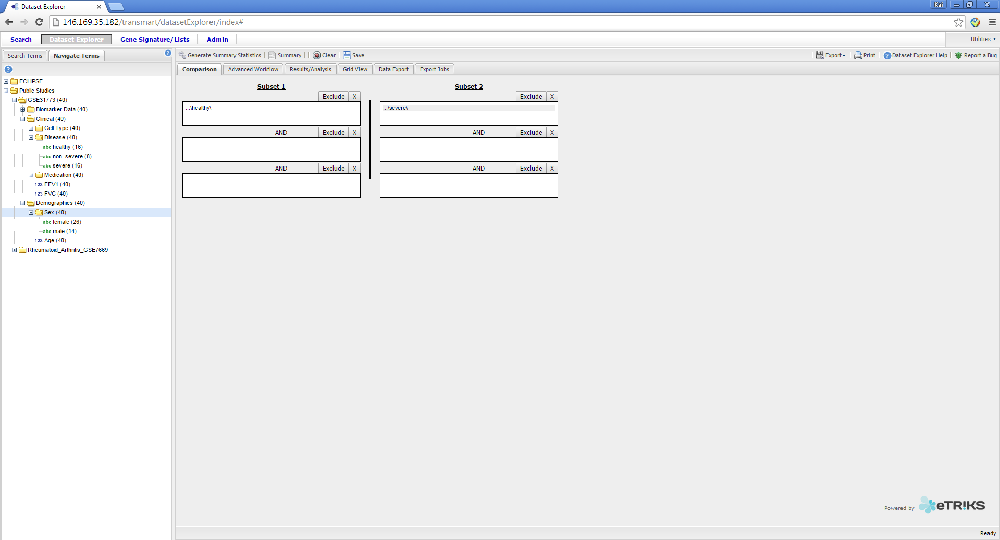 Dataset Explorer
Kai
146.169.35.182/transmart/datasetExplorer/index#
Search Dataset Explorer Gene Signature/Lists Admin Utilities
Search Terms Navigate Terms
Generate Summary Statistics Summary Clear Save Export Print Dataset Explorer Help Report a Bug
Comparison Advanced Workflow Results/Analysis Grid View Data Export Export Jobs
ECLIPSE
Public Studies
GSE31773 (40)
Biomarker Data (40)
Clinical (40)
Cell Type (40)
Disease (40)
abc healthy (16)
abc non_severe (8)
abc severe (16)
Medication (40)
123 FEV1 (40)
123 FVC (40)
Demographics (40)
Sex (40)
abc female (26)
abc male (14)
123 Age (40)
Rheumatoid_Arthritis_GSE7669
Subset 1
Exclude X
...\healthy\
AND Exclude X
AND Exclude X
Subset 2
Exclude X
...\severe\
AND Exclude X
AND Exclude X
Powered by eTRIKS
Ready